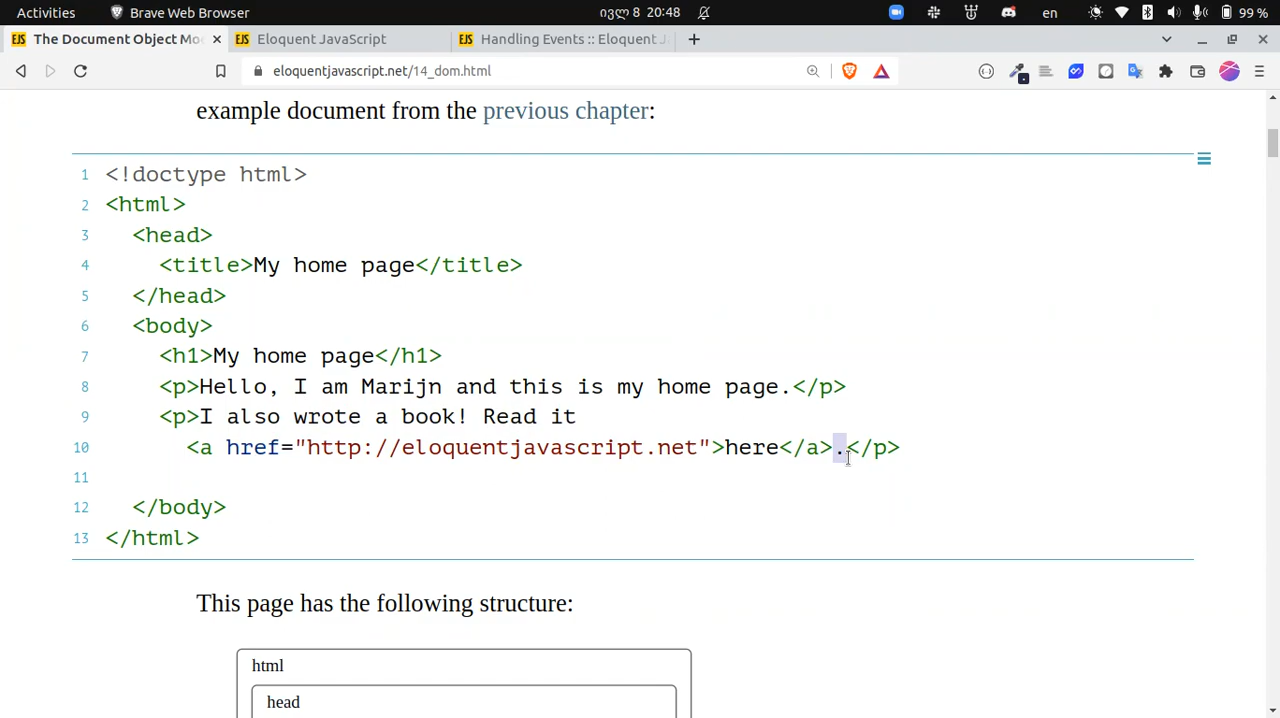 Activities Brave Web Browser ივლ 8 20:48 en 99 %
The Document Object Mo Eloquent JavaScript Handling Events :: Eloquent Ja
eloquentjavascript.net/14_dom.html
example document from the previous chapter:
1 <!doctype html>
2 <html>
3 <head>
4 <title>My home page</title>
5 </head>
6 <body>
7 <h1>My home page</h1>
8 <p>Hello, I am Marijn and this is my home page.</p>
9 <p>I also wrote a book! Read it
10 <a href="http://eloquentjavascript.net">here</a>.</p>
11
12 </body>
13 </html>
This page has the following structure:
html
head